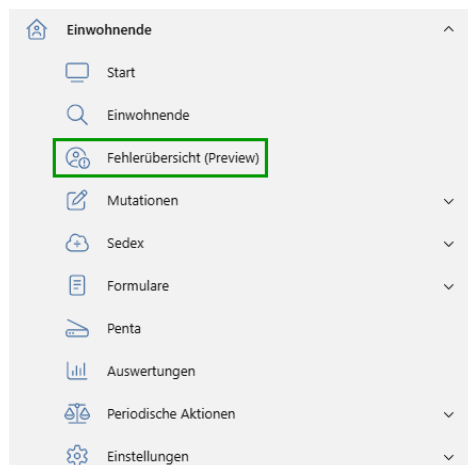 Einwohnende
Start
Einwohnende
Fehlerübersicht (Preview)
Mutationen
Sedex
Formulare
Penta
Auswertungen
Periodische Aktionen
Einstellungen